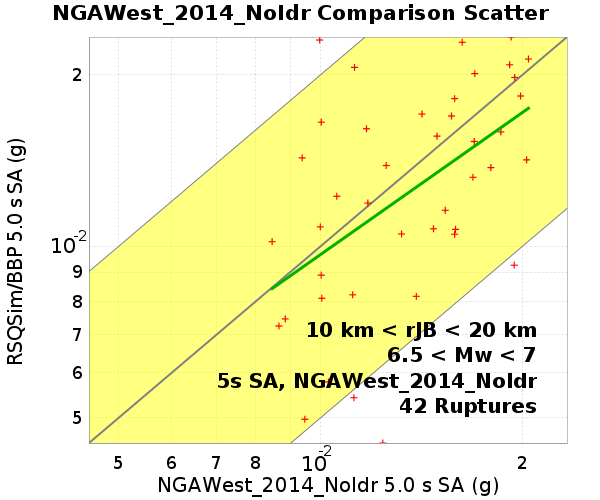 NGAWest_2014_NoIdr Comparison Scatter
RSQSim/BBP 5.0 s SA (g)
2
10-2
9
8
7
6
5
10 km < rJB < 20 km
6.5 < Mw < 7
5s SA, NGAWest_2014_NoIdr
42 Ruptures
5 6 7 8 10-2 2
NGAWest_2014_NoIdr 5.0 s SA (g)